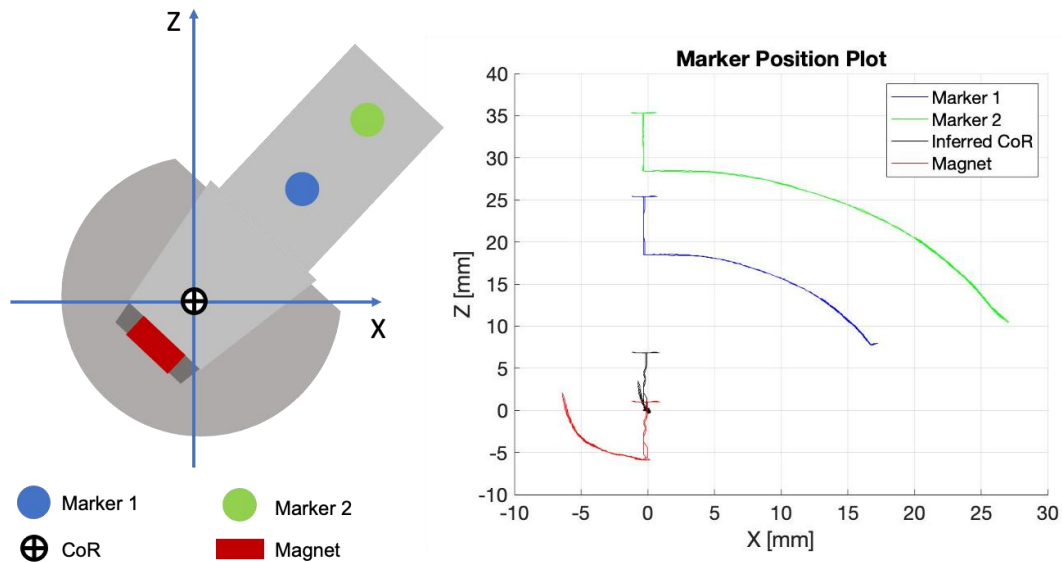 Z
X
Marker 1
Marker 2
CoR
Magnet
Marker Position Plot
Marker 1
Marker 2
Inferred CoR
Magnet
Z [mm]
40
35
30
25
20
15
10
5
0
-5
-10
-10 -5 0 5 10 15 20 25 30
X [mm]